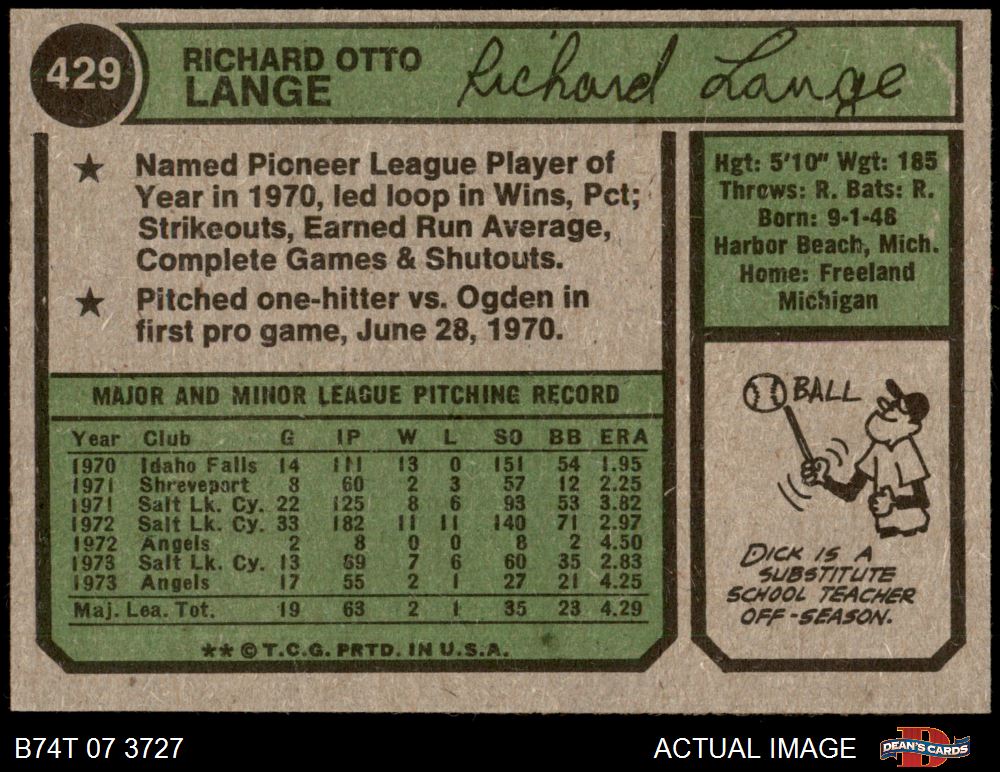 429
RICHARD OTTO
LANGE
Richard Lange
★ Named Pioneer League Player of
Year in 1970, led loop in Wins, Pct;
Strikeouts, Earned Run Average,
Complete Games & Shutouts.
★ Pitched one-hitter vs. Ogden in
first pro game, June 28, 1970.
MAJOR AND MINOR LEAGUE PITCHING RECORD
Year Club G IP W L SO BB ERA
1970 Idaho Falls 14 111 13 0 151 54 1.95
1971 Shreveport 8 60 2 3 57 12 2.25
1971 Salt Lk. Cy. 22 125 8 6 93 53 3.82
1972 Salt Lk. Cy. 33 182 11 11 140 71 2.97
1972 Angels 2 8 0 0 8 2 4.50
1973 Salt Lk. Cy. 13 69 7 6 60 35 2.83
1973 Angels 17 55 2 1 27 21 4.25
Maj. Lea. Tot. 19 63 2 1 35 23 4.29
** © T.C.G. PRTD. IN U.S.A.
Hgt: 5'10" Wgt: 185
Throws: R. Bats: R.
Born: 9-1-48
Harbor Beach, Mich.
Home: Freeland
Michigan
BALL
DICK IS A
SUBSTITUTE
SCHOOL TEACHER
OFF-SEASON.
B74T 07 3727
ACTUAL IMAGE
DEAN'S CARDS